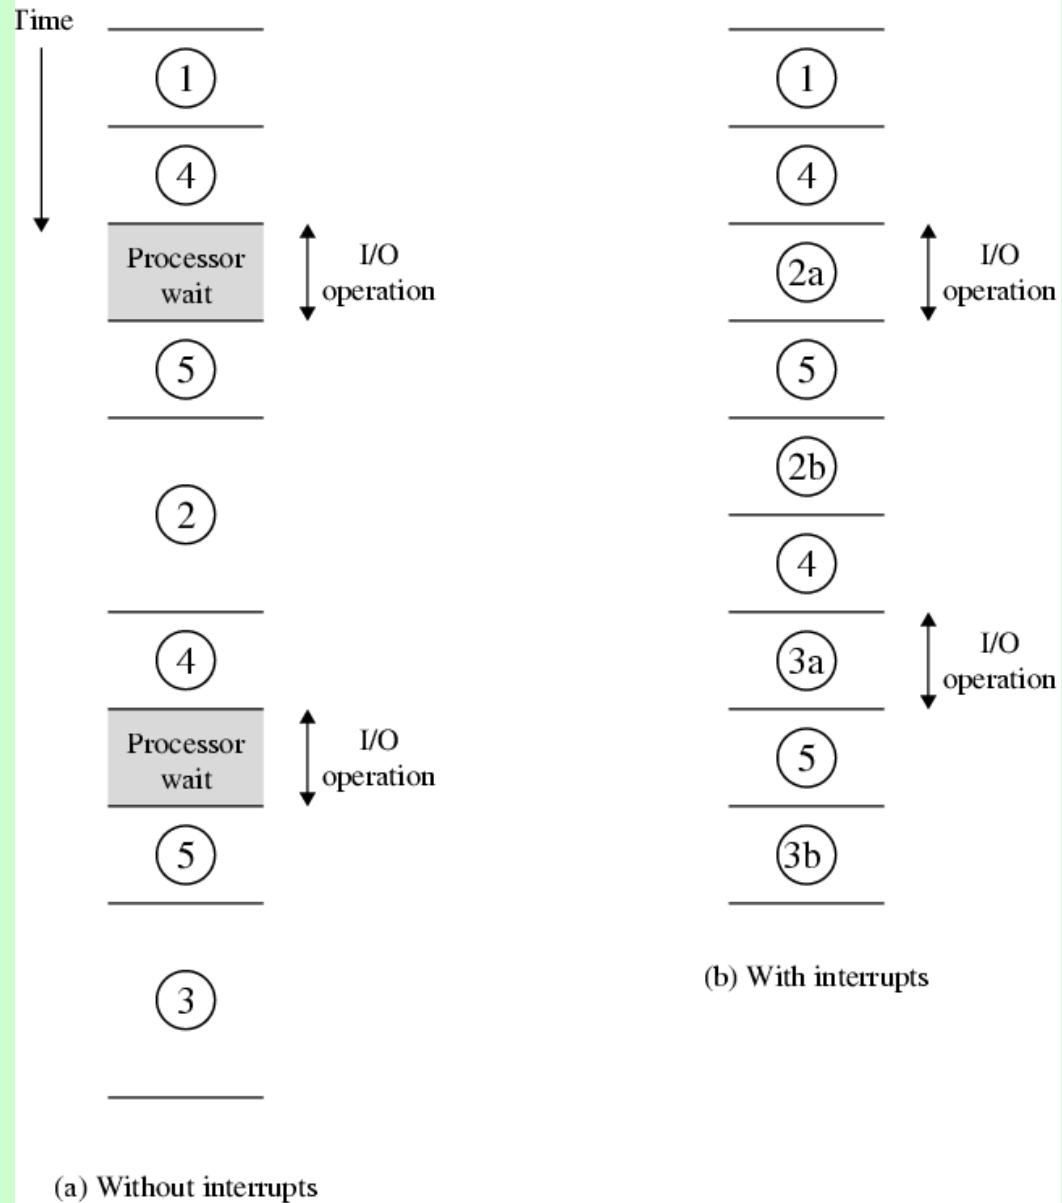 Time
1
4
Processor
wait
I/O
operation
5
2
4
Processor
wait
I/O
operation
5
3
(a) Without interrupts
1
4
2a
I/O
operation
5
2b
4
3a
I/O
operation
5
3b
(b) With interrupts